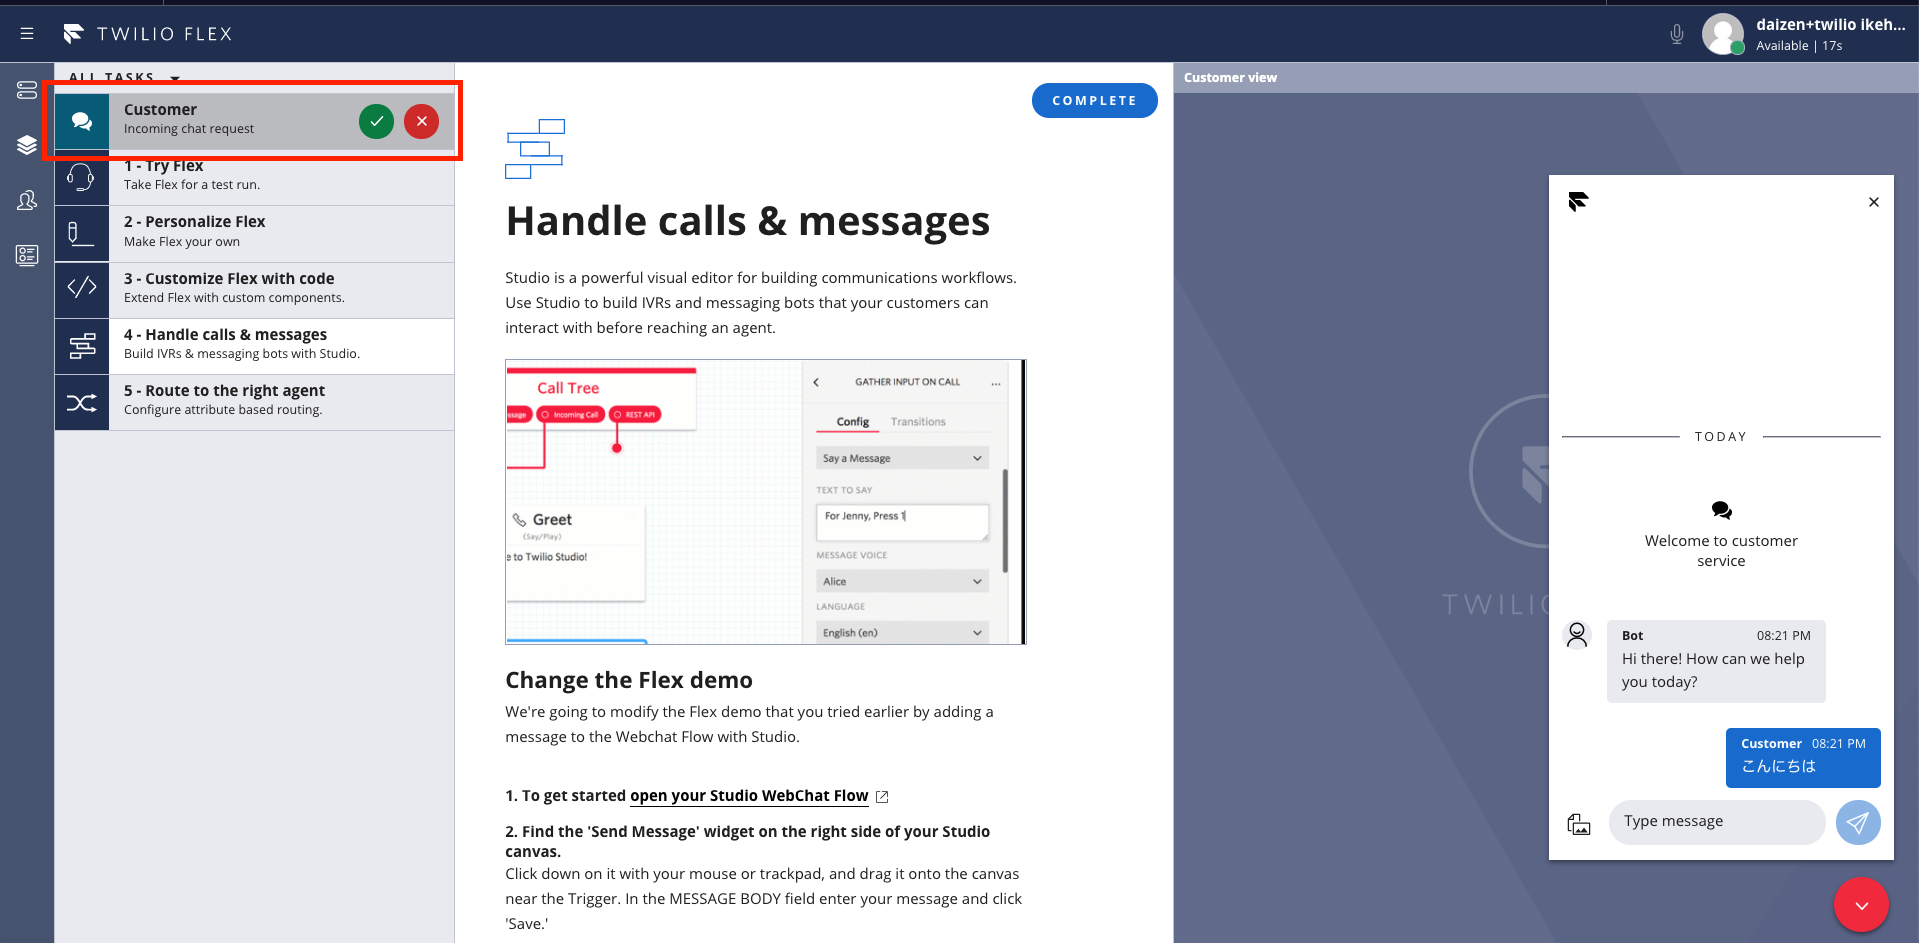 TWILIO FLEX
daizen+twilio ikeh...
Available | 17s
ALL TASKS
Customer
Incoming chat request
1 - Try Flex
Take Flex for a test run.
2 - Personalize Flex
Make Flex your own
3 - Customize Flex with code
Extend Flex with custom components.
4 - Handle calls & messages
Build IVRs & messaging bots with Studio.
5 - Route to the right agent
Configure attribute based routing.
COMPLETE
Handle calls & messages
Studio is a powerful visual editor for building communications workflows.
Use Studio to build IVRs and messaging bots that your customers can
interact with before reaching an agent.
Call Tree
ssage
Incoming Call
REST API
Greet
(Say/Play)
e to Twilio Studio!
GATHER INPUT ON CALL
...
Config
Transitions
Say a Message
TEXT TO SAY
For Jenny, Press 1
MESSAGE VOICE
Alice
LANGUAGE
English (en)
Change the Flex demo
We're going to modify the Flex demo that you tried earlier by adding a
message to the Webchat Flow with Studio.
1. To get started open your Studio WebChat Flow
2. Find the 'Send Message' widget on the right side of your Studio
canvas.
Click down on it with your mouse or trackpad, and drag it onto the canvas
near the Trigger. In the MESSAGE BODY field enter your message and click
'Save.'
Customer view
TWILIO
TODAY
Welcome to customer
service
Bot 08:21 PM
Hi there! How can we help
you today?
Customer 08:21 PM
こんにちは
Type message